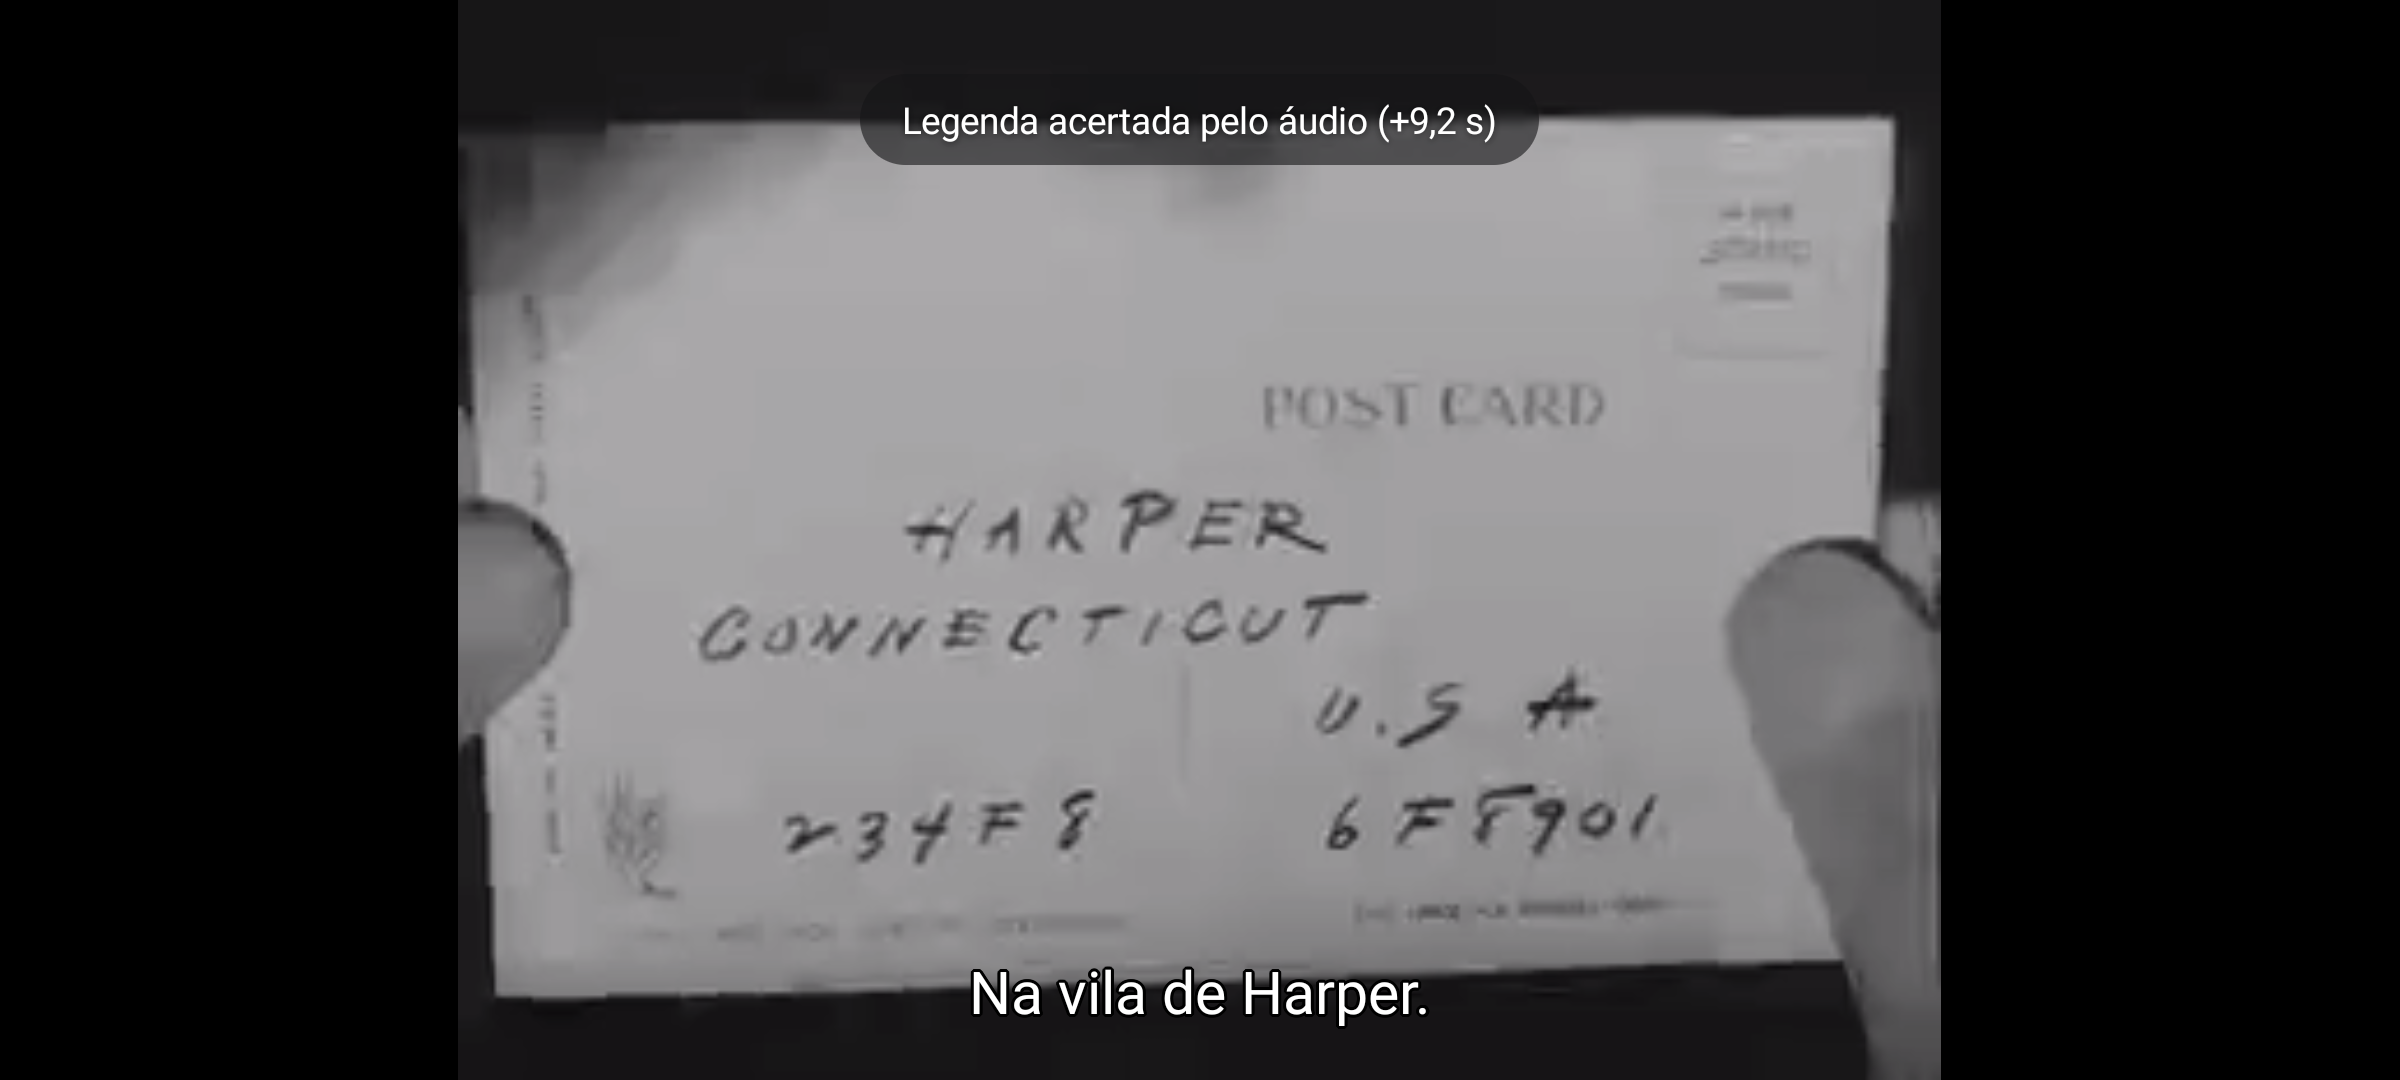 Legenda acertada pelo áudio (+9,2 s)
POST CARD
HARPER
CONNECTICUT
U.S A
234F8
6F8901
Na vila de Harper.